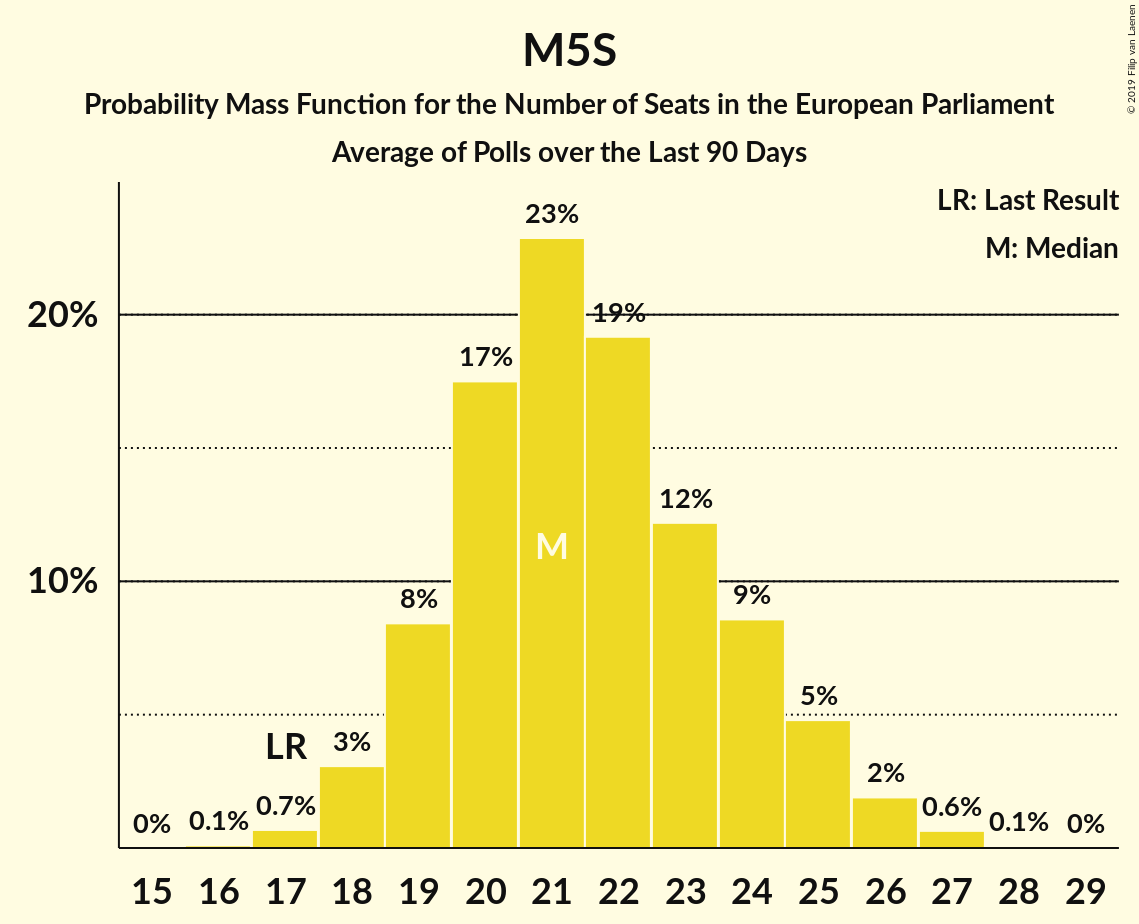 M5S
Probability Mass Function for the Number of Seats in the European Parliament
Average of Polls over the Last 90 Days
© 2019 Filip van Laenen
LR: Last Result
M: Median
20%
10%
0%
0.1%
0.7%
LR
3%
8%
17%
23%
M
19%
12%
9%
5%
2%
0.6%
0.1%
0%
15 16 17 18 19 20 21 22 23 24 25 26 27 28 29